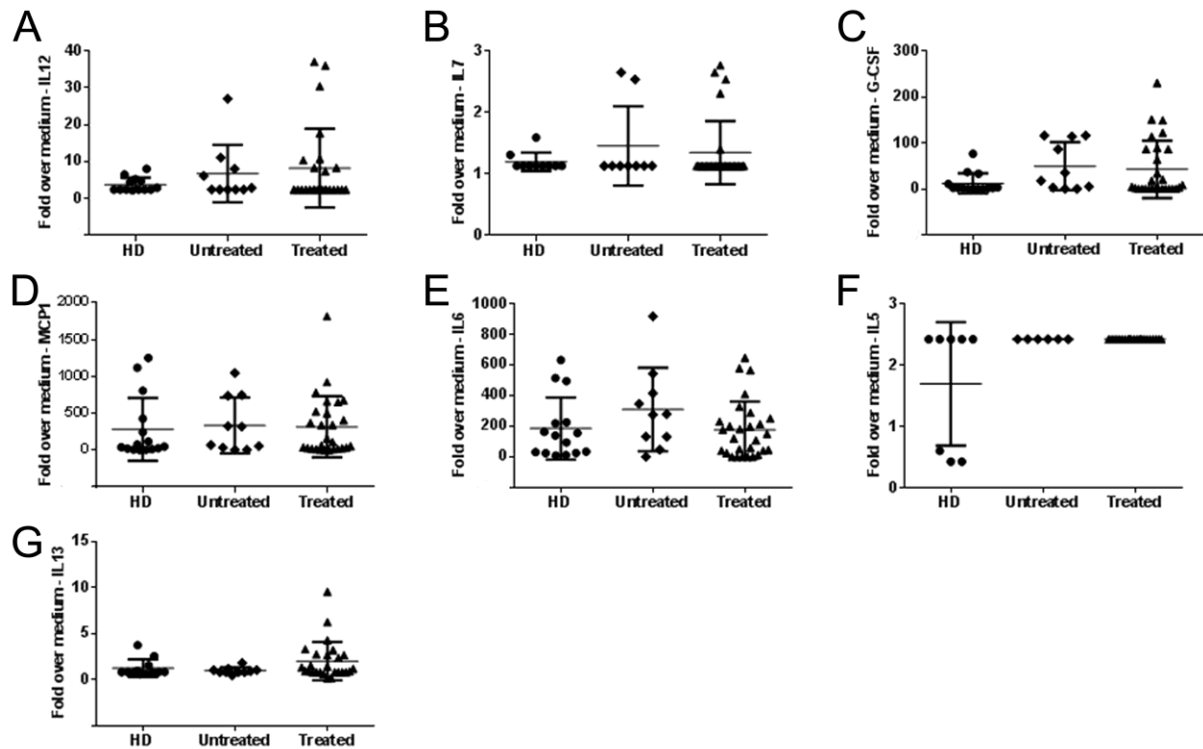 A
Fold over medium - IL12
40
30
20
10
0
HD Untreated Treated
B
Fold over medium - IL7
3
2
1
0
HD Untreated Treated
C
Fold over medium - G-CSF
300
200
100
0
HD Untreated Treated
D
Fold over medium - MCP1
2000
1500
1000
500
0
HD Untreated Treated
E
Fold over medium - IL6
1000
800
600
400
200
0
HD Untreated Treated
F
Fold over medium - IL5
3
2
1
0
HD Untreated Treated
G
Fold over medium - IL13
15
10
5
0
HD Untreated Treated